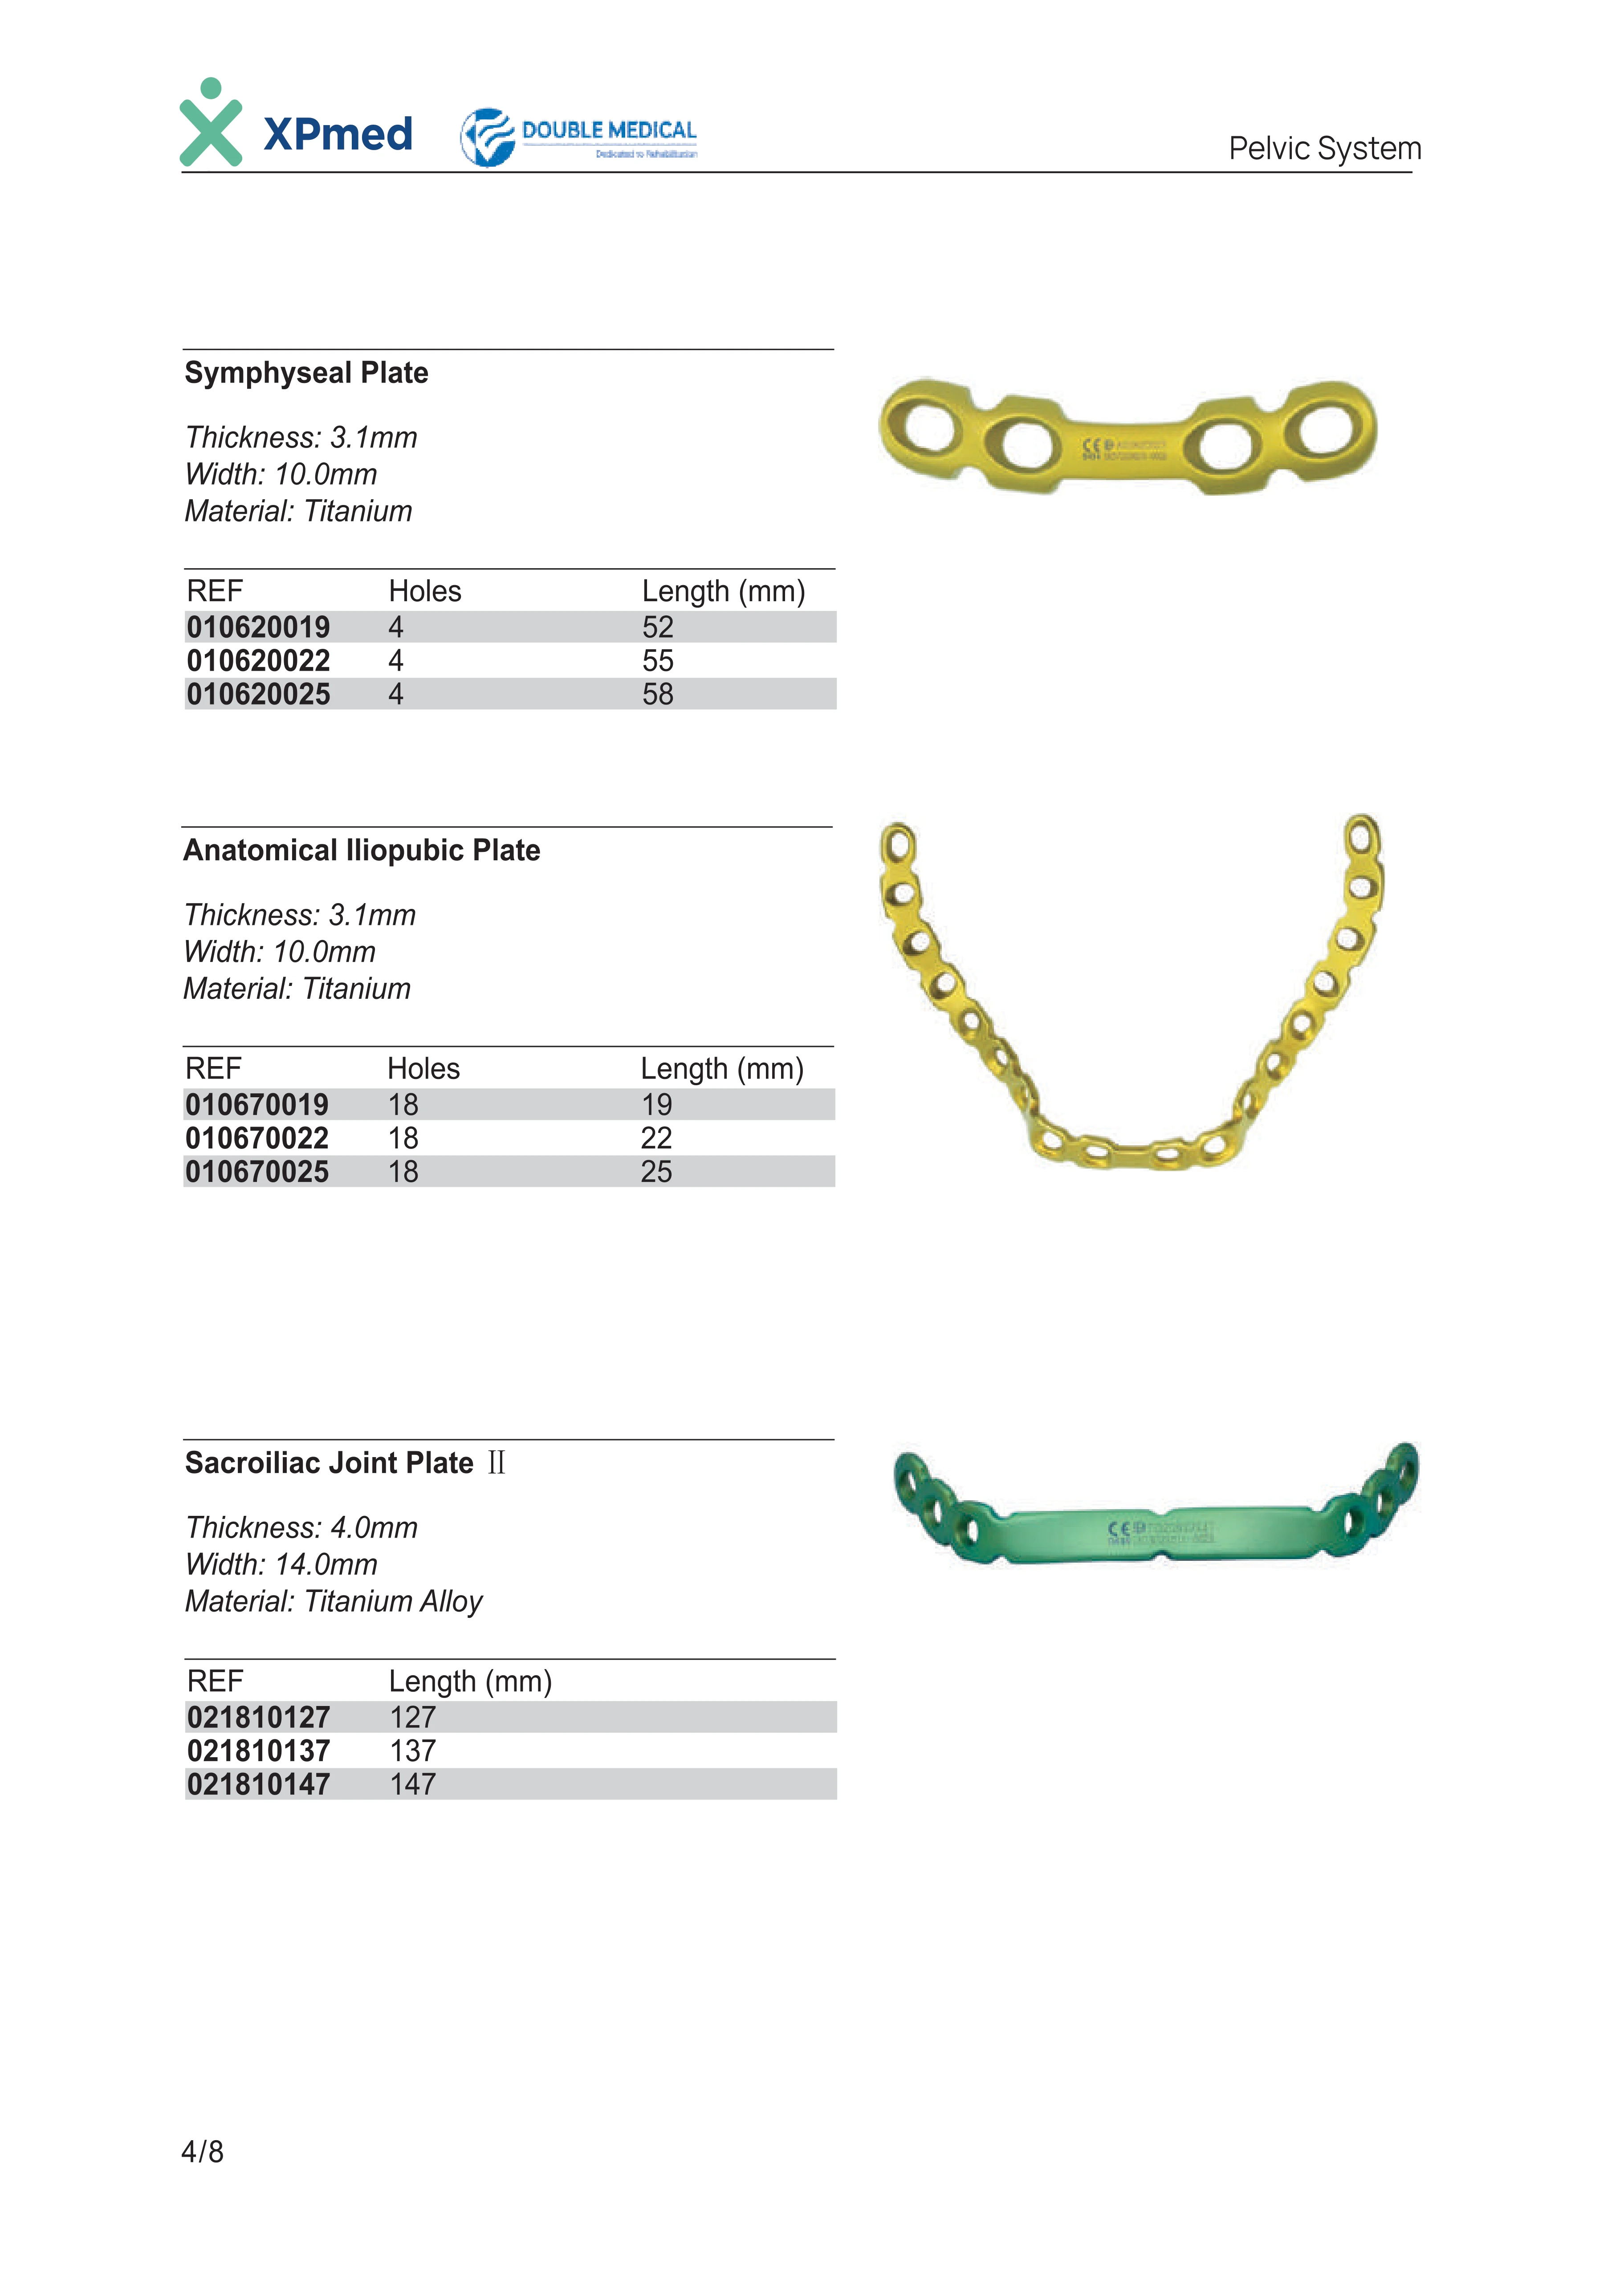 XPmed
DOUBLE MEDICAL
Dedicated to Rehabilitation
Pelvic System
Symphyseal Plate
Thickness: 3.1mm
Width: 10.0mm
Material: Titanium
REF Holes Length (mm)
010620019 4 52
010620022 4 55
010620025 4 58
Anatomical Iliopubic Plate
Thickness: 3.1mm
Width: 10.0mm
Material: Titanium
REF Holes Length (mm)
010670019 18 19
010670022 18 22
010670025 18 25
Sacroiliac Joint Plate Ⅱ
Thickness: 4.0mm
Width: 14.0mm
Material: Titanium Alloy
REF Length (mm)
021810127 127
021810137 137
021810147 147
4/8